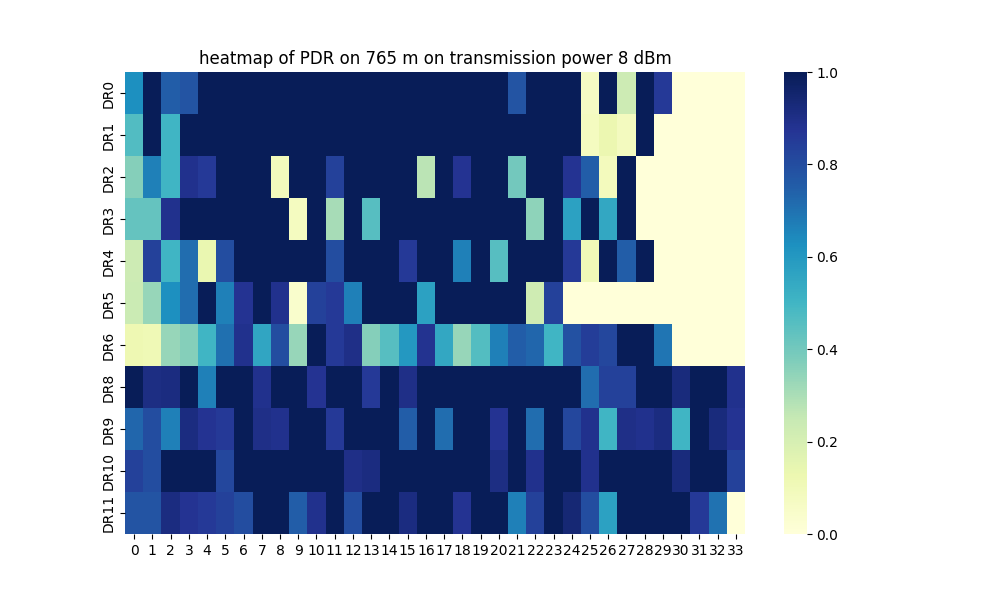 heatmap of PDR on 765 m on transmission power 8 dBm
DR0
DR1
DR2
DR3
DR4
DR5
DR6
DR8
DR9
DR10
DR11
0 1 2 3 4 5 6 7 8 9 10 11 12 13 14 15 16 17 18 19 20 21 22 23 24 25 26 27 28 29 30 31 32 33
1.0
0.8
0.6
0.4
0.2
0.0